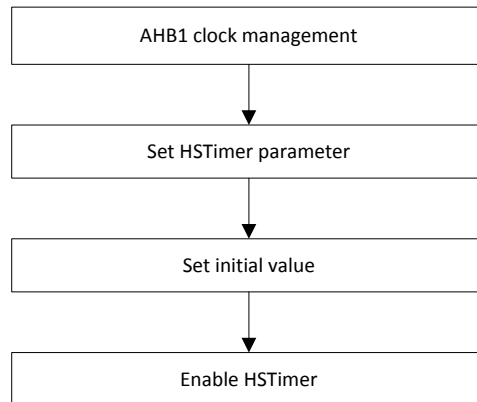 AHB1 clock management
Set HSTimer parameter
Set initial value
Enable HSTimer